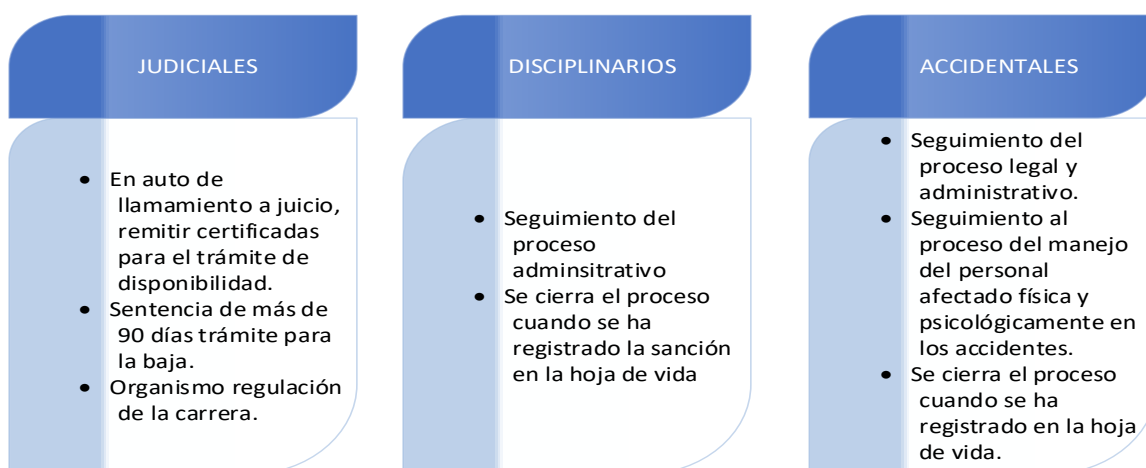 JUDICIALES
• En auto de
llamamiento a juicio,
remitir certificadas
para el trámite de
disponibilidad.
• Sentencia de más de
90 días trámite para
la baja.
• Organismo regulación
de la carrera.
DISCIPLINARIOS
• Seguimiento del
proceso
adminsitrativo
• Se cierra el proceso
cuando se ha
registrado la sanción
en la hoja de vida
ACCIDENTALES
• Seguimiento del
proceso legal y
administrativo.
• Seguimiento al
proceso del manejo
del personal
afectado física y
psicológicamente en
los accidentes.
• Se cierra el proceso
cuando se ha
registrado en la hoja
de vida.